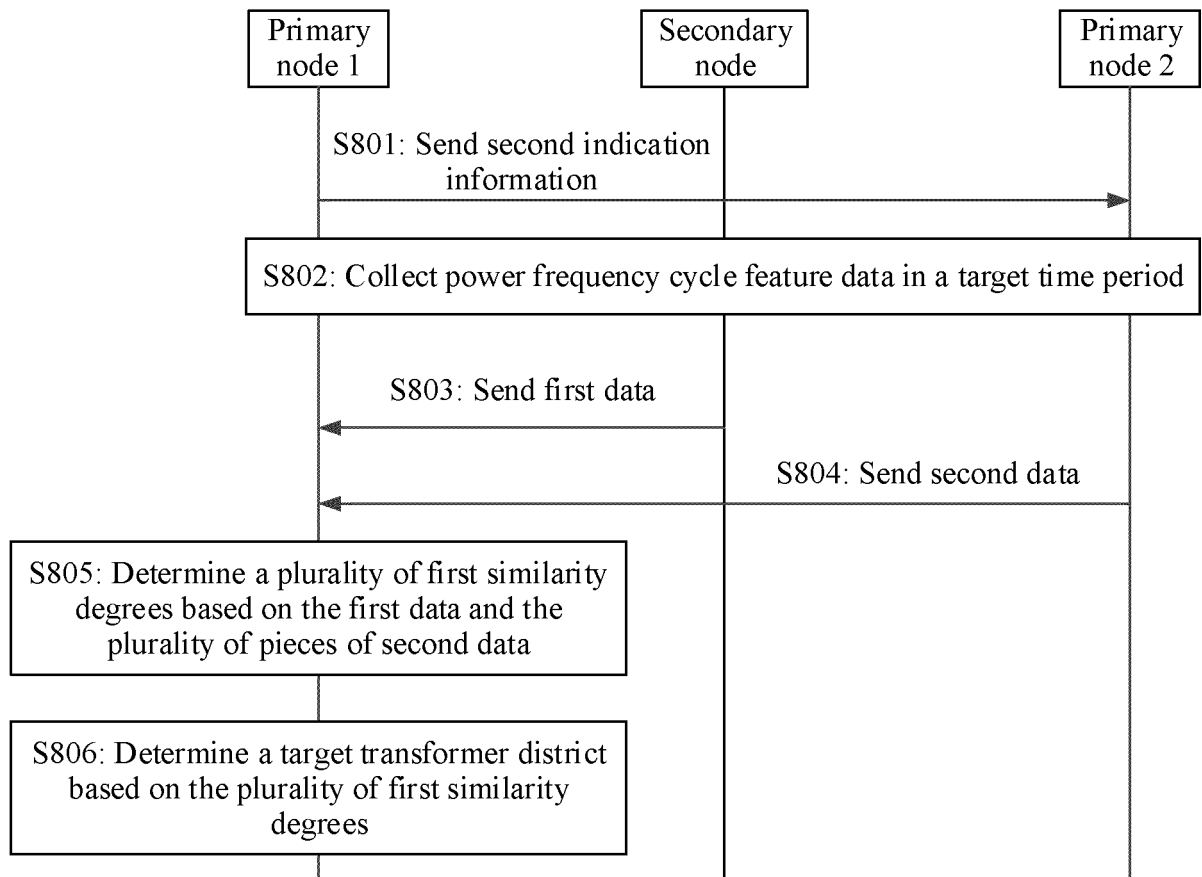 Primary
node 1
Secondary
node
Primary
node 2
S801: Send second indication
information
S802: Collect power frequency cycle feature data in a target time period
S803: Send first data
S804: Send second data
S805: Determine a plurality of first similarity
degrees based on the first data and the
plurality of pieces of second data
S806: Determine a target transformer district
based on the plurality of first similarity
degrees